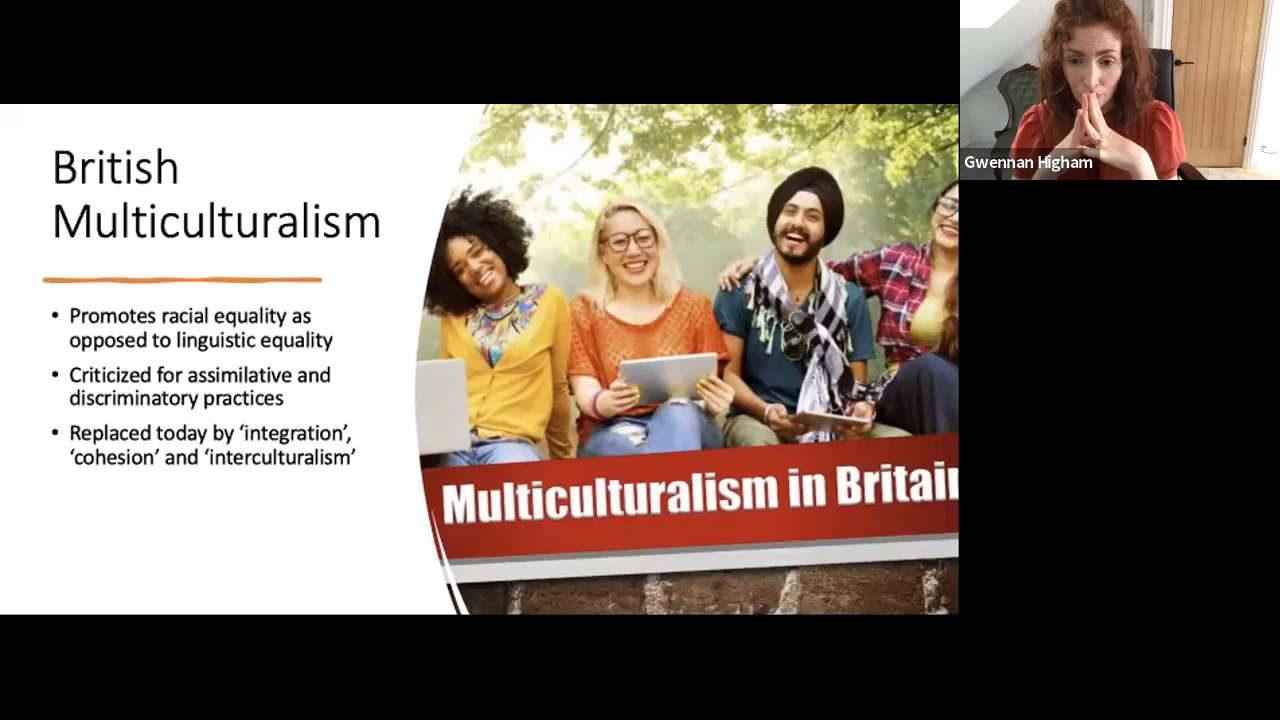 British
Multiculturalism
• Promotes racial equality as
opposed to linguistic equality
• Criticized for assimilative and
discriminatory practices
• Replaced today by ‘integration’,
‘cohesion’ and ‘interculturalism’
Multiculturalism in Britain
Gwennan Higham